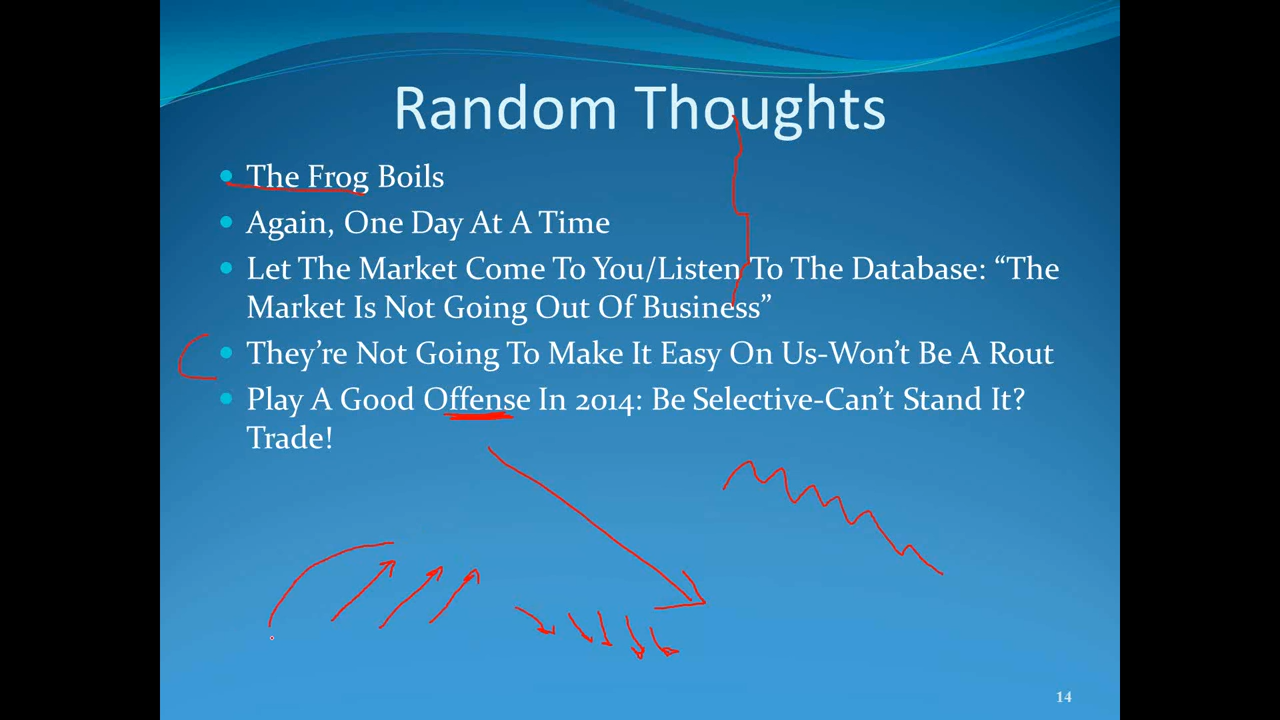 Random Thoughts
The Frog Boils
Again, One Day At A Time
Let The Market Come To You/Listen To The Database: “The
Market Is Not Going Out Of Business”
They’re Not Going To Make It Easy On Us-Won’t Be A Rout
Play A Good Offense In 2014: Be Selective-Can’t Stand It?
Trade!
14